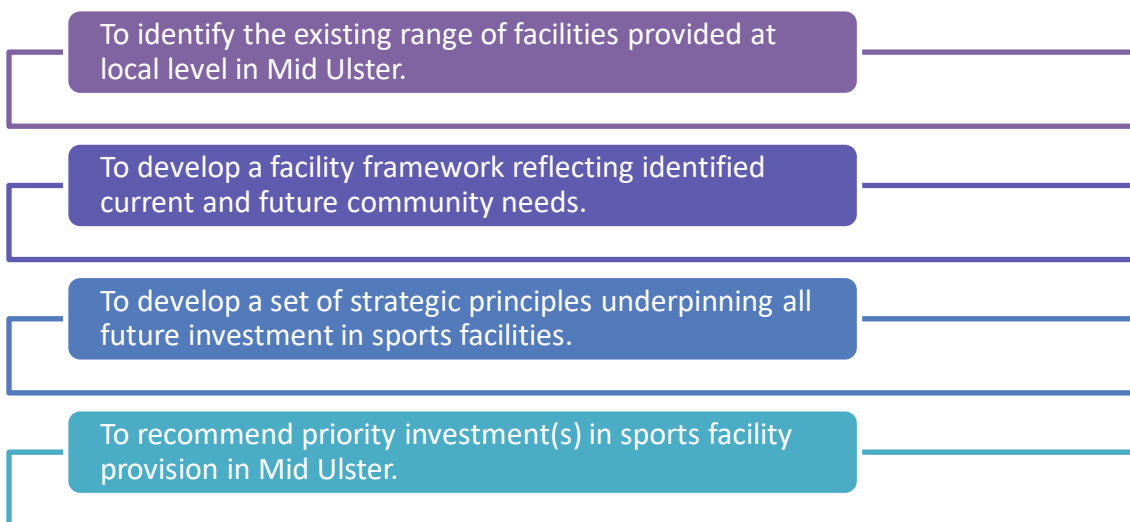 To identify the existing range of facilities provided at
local level in Mid Ulster.
To develop a facility framework reflecting identified
current and future community needs.
To develop a set of strategic principles underpinning all
future investment in sports facilities.
To recommend priority investment(s) in sports facility
provision in Mid Ulster.